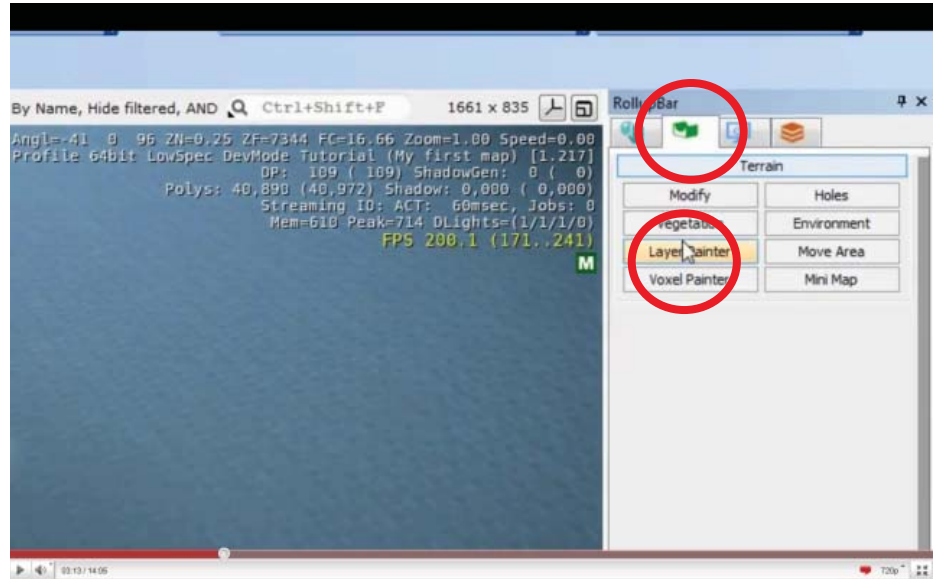 By Name, Hide filtered, AND Ctrl+Shift+F 1661 x 835
RollupBar
Angl=-41 0 96 ZN=0.25 ZF=7344 FC=16.66 Zoom=1.00 Speed=0.00
Profile 64bit LowSpec DevMode Tutorial (My first map) [1.217]
DP: 109 ( 109) ShadowGen: 0 ( 0)
Polys: 40,890 (40,972) Shadow: 0,000 ( 0,000)
Streaming IO: ACT: 60msec, Jobs: 0
Mem=610 Peak=714 DLights=(1/1/1/0)
FPS 200.1 (171..241)
M
Terrain
Modify Holes
Vegetation Environment
Layer Painter Move Area
Voxel Painter Mini Map
03:13 / 14:05 720p